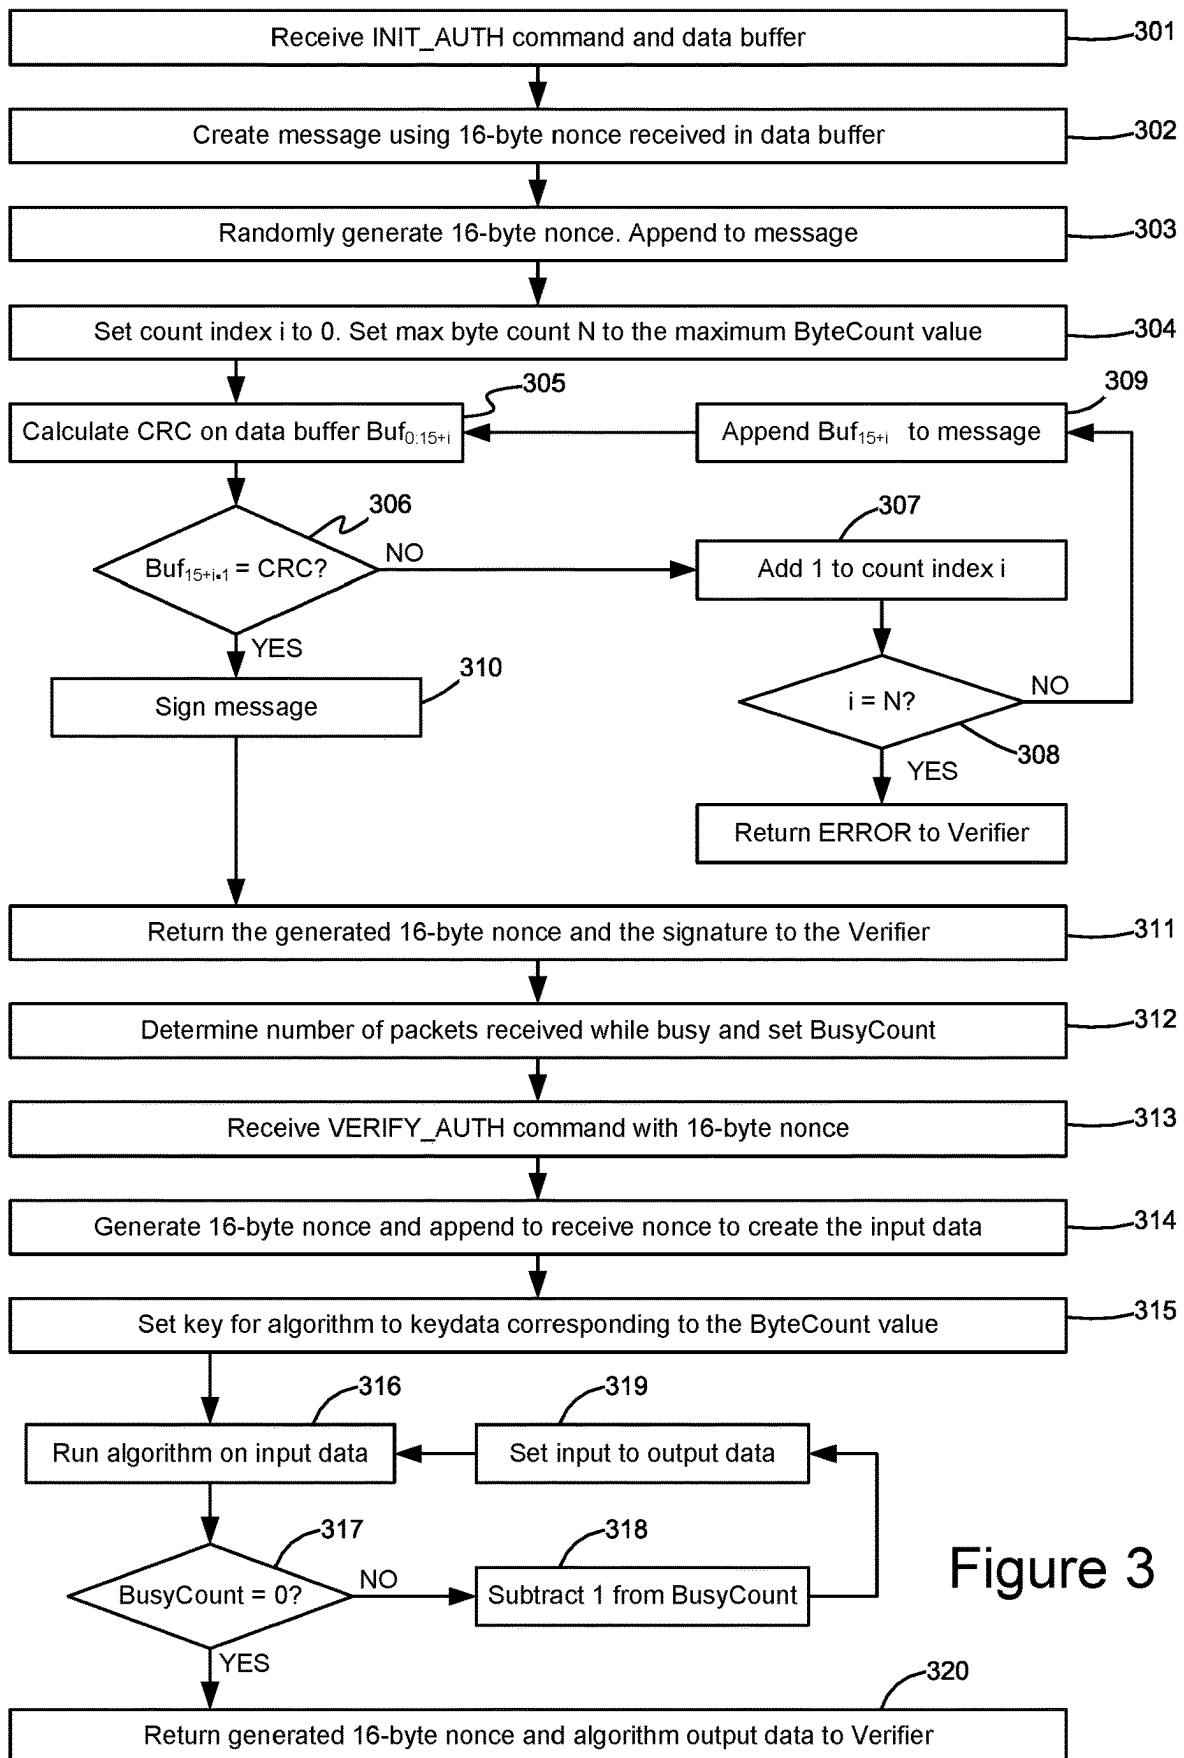 Receive INIT_AUTH command and data buffer
301
Create message using 16-byte nonce received in data buffer
302
Randomly generate 16-byte nonce. Append to message
303
Set count index i to 0. Set max byte count N to the maximum ByteCount value
304
305
309
Calculate CRC on data buffer Buf0:15+i
Append Buf15+i to message
306
307
Buf15+i+1 = CRC?
NO
Add 1 to count index i
YES
310
Sign message
i = N?
NO
308
YES
Return ERROR to Verifier
Return the generated 16-byte nonce and the signature to the Verifier
311
Determine number of packets received while busy and set BusyCount
312
Receive VERIFY_AUTH command with 16-byte nonce
313
Generate 16-byte nonce and append to receive nonce to create the input data
314
Set key for algorithm to keydata corresponding to the ByteCount value
315
316
319
Run algorithm on input data
Set input to output data
317
318
BusyCount = 0?
NO
Subtract 1 from BusyCount
Figure 3
YES
320
Return generated 16-byte nonce and algorithm output data to Verifier